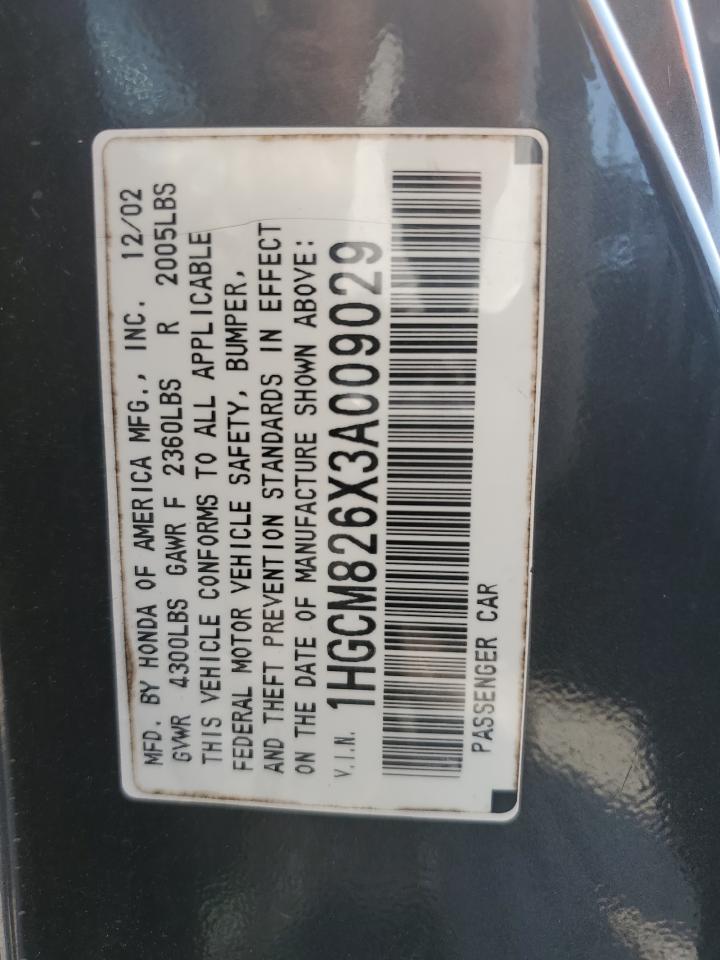 MFD. BY HONDA OF AMERICA MFG., INC. 12/02
GVWR 4300LBS GAWR F 2360LBS R 2005LBS
THIS VEHICLE CONFORMS TO ALL APPLICABLE
FEDERAL MOTOR VEHICLE SAFETY, BUMPER,
AND THEFT PREVENTION STANDARDS IN EFFECT
ON THE DATE OF MANUFACTURE SHOWN ABOVE:
V.I.N. 1HGCM826X3A009029
PASSENGER CAR